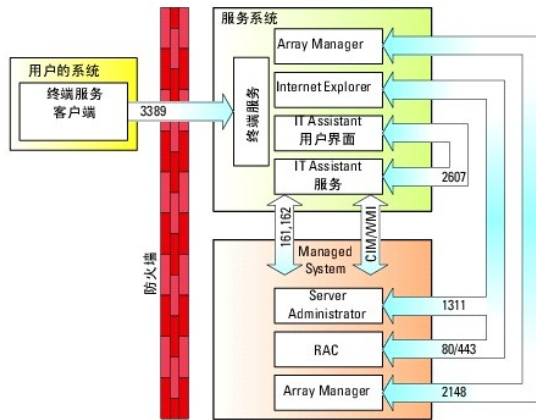 服务系统
Array Manager
用户的系统
终端服务
客户端
3389
终端服务
Internet Explorer
IT Assistant
用户界面
IT Assistant
服务
2607
161,162
CIM/WMI
防火墙
Managed
System
Server
Administrator
1311
RAC
80/443
Array Manager
2148